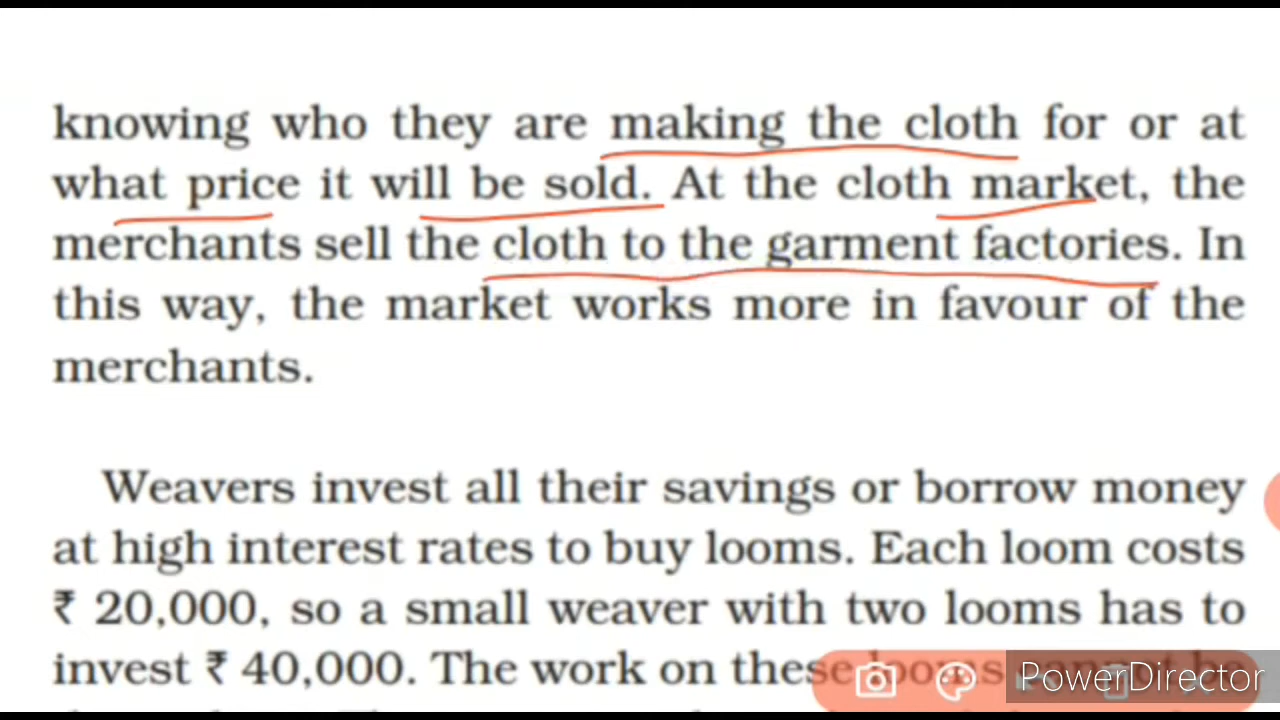 knowing who they are making the cloth for or at
what price it will be sold. At the cloth market, the
merchants sell the cloth to the garment factories. In
this way, the market works more in favour of the
merchants.
Weavers invest all their savings or borrow money
at high interest rates to buy looms. Each loom costs
₹ 20,000, so a small weaver with two looms has to
invest ₹ 40,000. The work on these looms
PowerDirector